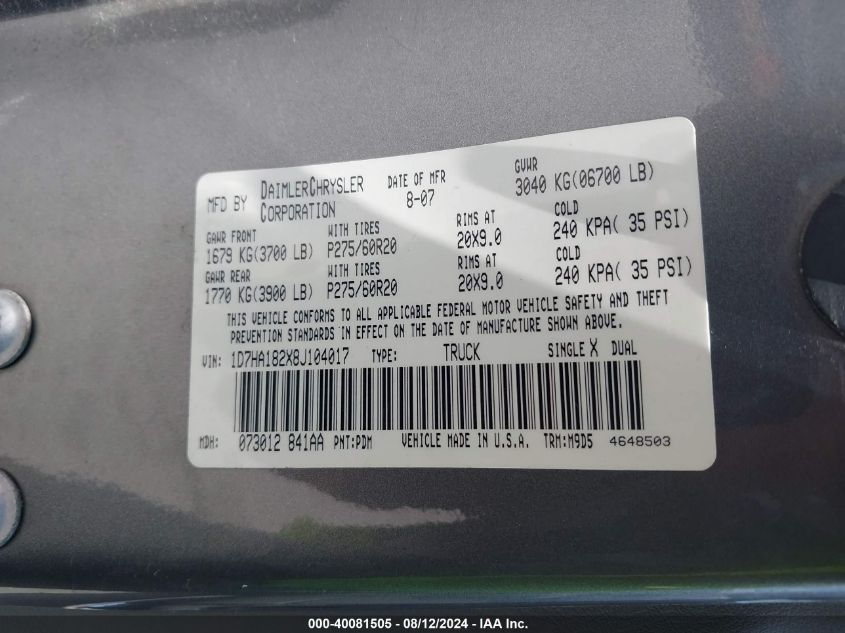 MFD BY DAIMLERCHRYSLER CORPORATION DATE OF MFR 8-07 GVWR 3040 KG(06700 LB)
GAWR FRONT WITH TIRES RIMS AT COLD
1679 KG(3700 LB) P275/60R20 20X9.0 240 KPA( 35 PSI)
GAWR REAR WITH TIRES RIMS AT COLD
1770 KG(3900 LB) P275/60R20 20X9.0 240 KPA( 35 PSI)
THIS VEHICLE CONFORMS TO ALL APPLICABLE FEDERAL MOTOR VEHICLE SAFETY AND THEFT
PREVENTION STANDARDS IN EFFECT ON THE DATE OF MANUFACTURE SHOWN ABOVE.
VIN: 1D7HA182X8J104017 TYPE: TRUCK SINGLE X DUAL
MDH: 073012 841AA PNT:PDM VEHICLE MADE IN U.S.A. TRM:M9D5 4648503
000-40081505 - 08/12/2024 - IAA Inc.